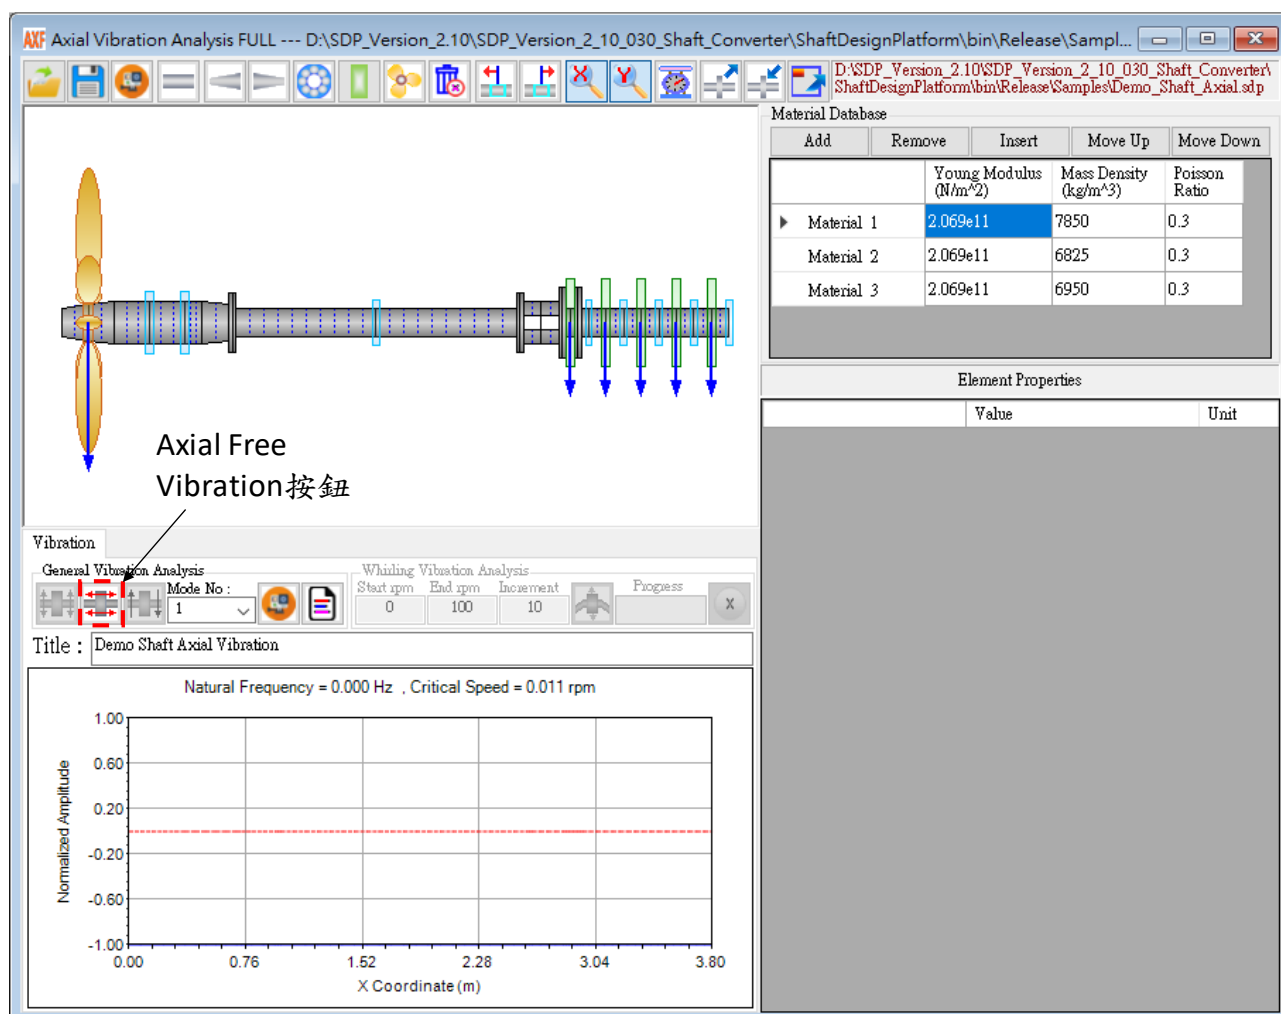 AXF Axial Vibration Analysis FULL --- D:\SDP_Version_2.10\SDP_Version_2_10_030_Shaft_Converter\ShaftDesignPlatform\bin\Release\Sampl...
D:\SDP_Version_2.10\SDP_Version_2_10_030_Shaft_Converter\
ShaftDesignPlatform\bin\Release\Samples\Demo_Shaft_Axial.sdp
X Y
Material Database
Add Remove Insert Move Up Move Down
Young Modulus (N/m^2) Mass Density (kg/m^3) Poisson Ratio
Material 1 2.069e11 7850 0.3
Material 2 2.069e11 6825 0.3
Material 3 2.069e11 6950 0.3
Element Properties
Value Unit
Axial Free
Vibration按鈕
Vibration
General Vibration Analysis
Mode No :
1
Whirling Vibration Analysis
Start rpm End rpm Increment Progress
0 100 10 X
Title : Demo Shaft Axial Vibration
Natural Frequency = 0.000 Hz , Critical Speed = 0.011 rpm
Normalized Amplitude
1.00
0.60
0.20
-0.20
-0.60
-1.00
0.00 0.76 1.52 2.28 3.04 3.80
X Coordinate (m)